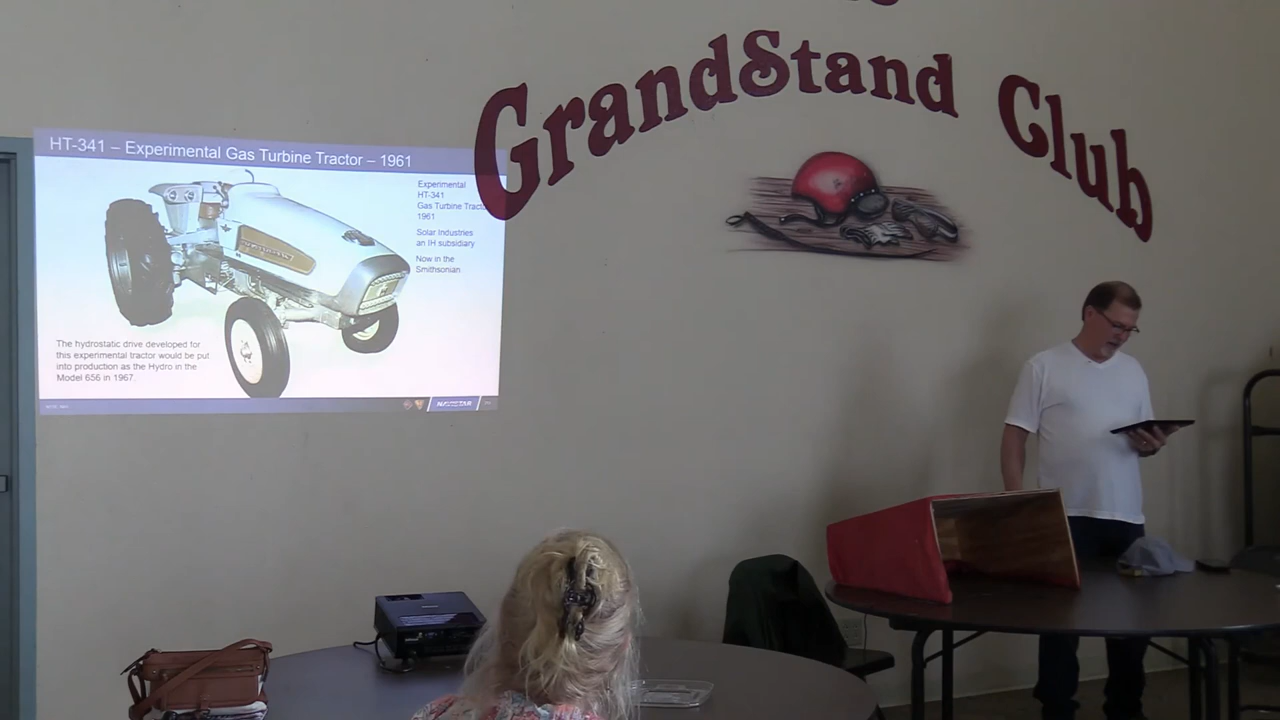 GrandStand Club
HT-341 – Experimental Gas Turbine Tractor – 1961
Experimental
HT-341
Gas Turbine
1961
Solar Industries
an IH subsidiary
Now in the
Smithsonian
The hydrostatic drive developed for
this experimental tractor would be put
into production as the Hydro in the
Model 656 in 1967.
NAVISTAR